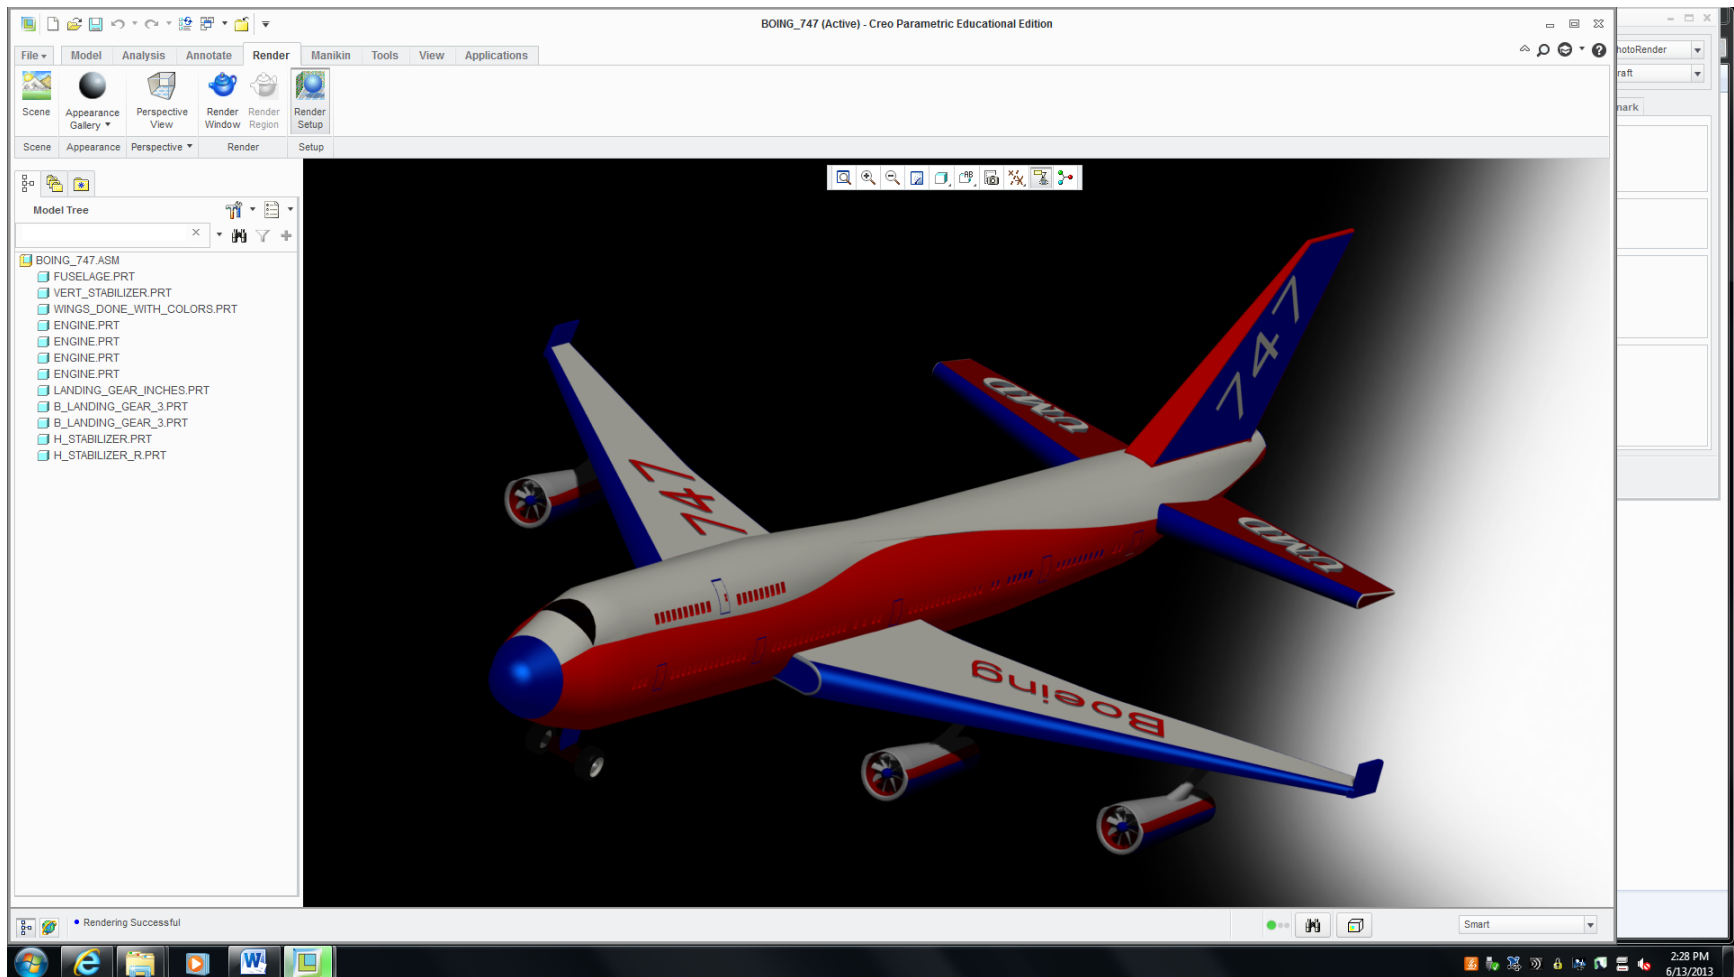 BOING_747 (Active) - Creo Parametric Educational Edition
File Model Analysis Annotate Render Manikin Tools View Applications
hotoRender
raft
mark
Scene
Appearance
Gallery
Perspective
View
Render
Window
Render
Region
Render
Setup
Scene Appearance Perspective Render Setup
Model Tree
BOING_747.ASM
FUSELAGE.PRT
VERT_STABILIZER.PRT
WINGS_DONE_WITH_COLORS.PRT
ENGINE.PRT
ENGINE.PRT
ENGINE.PRT
ENGINE.PRT
LANDING_GEAR_INCHES.PRT
B_LANDING_GEAR_3.PRT
B_LANDING_GEAR_3.PRT
H_STABILIZER.PRT
H_STABILIZER_R.PRT
747
UMD
747
UMD
Boeing
Rendering Successful
Smart
2:28 PM
6/13/2013